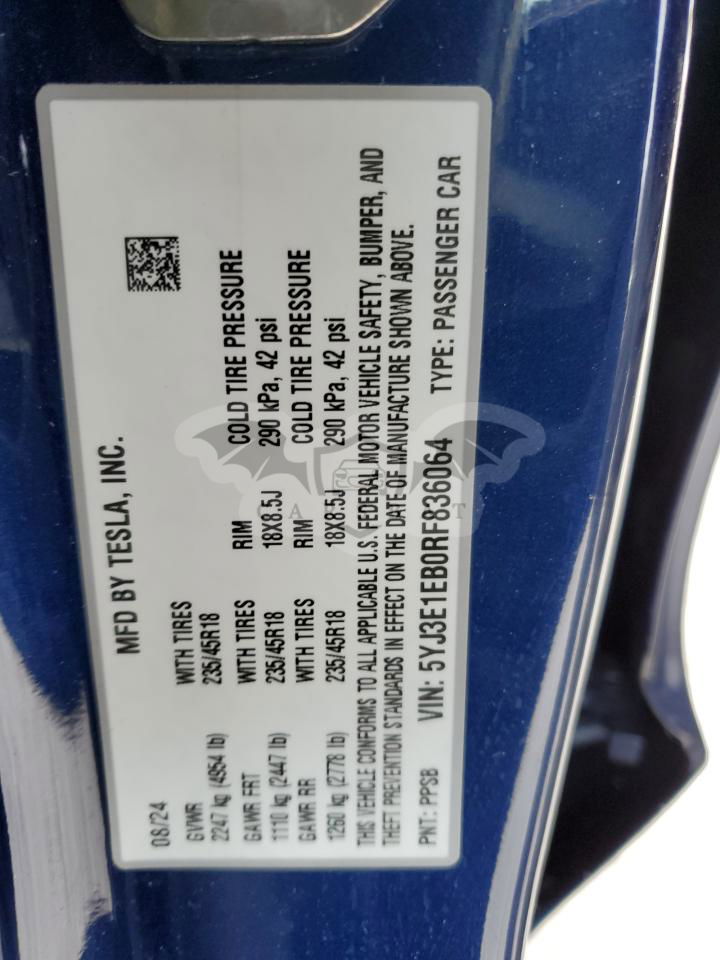 MFD BY TESLA, INC.
08/24
GVWR WITH TIRES
2247 kg (4954 lb) 235/45R18
GAWR FRT WITH TIRES RIM COLD TIRE PRESSURE
1110 kg (2447 lb) 235/45R18 18X8.5J 290 kPa, 42 psi
GAWR RR WITH TIRES RIM COLD TIRE PRESSURE
1260 kg (2778 lb) 235/45R18 18X8.5J 290 kPa, 42 psi
THIS VEHICLE CONFORMS TO ALL APPLICABLE U.S. FEDERAL MOTOR VEHICLE SAFETY, BUMPER, AND
THEFT PREVENTION STANDARDS IN EFFECT ON THE DATE OF MANUFACTURE SHOWN ABOVE.
PNT: PPSB VIN: 5YJ3E1EB0RF836064 TYPE: PASSENGER CAR